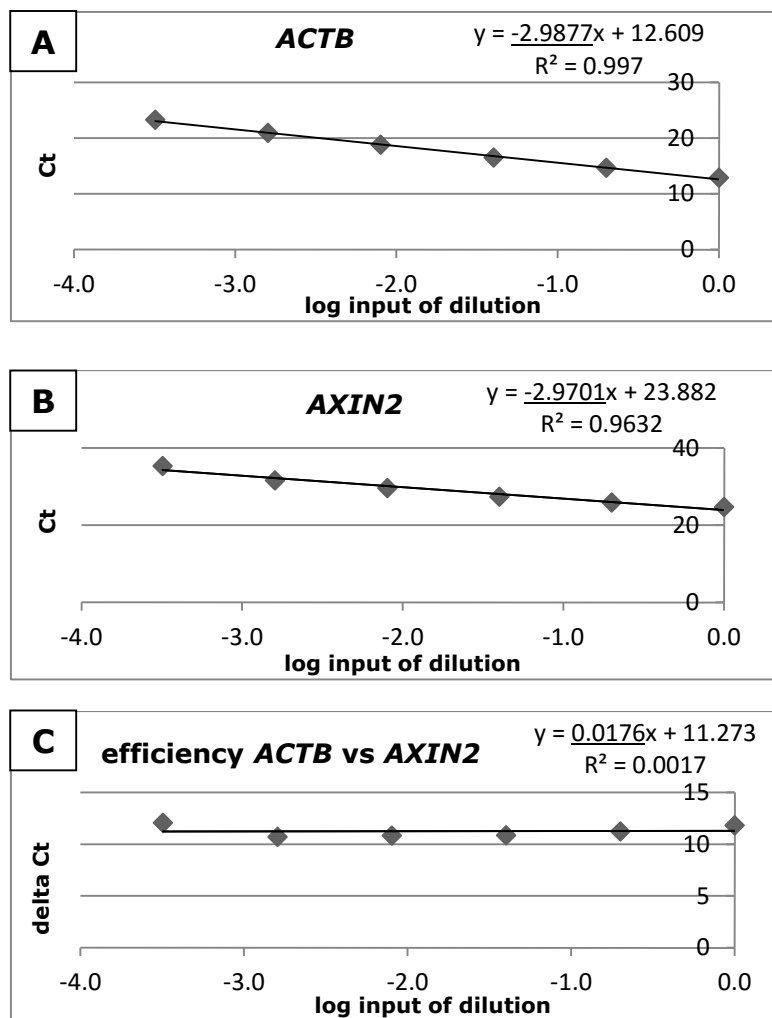 A
ACTB
y = -2.9877x + 12.609
R² = 0.997
30
20
10
0
Ct
-4.0 -3.0 -2.0 -1.0 0.0
log input of dilution
B
AXIN2
y = -2.9701x + 23.882
R² = 0.9632
40
20
0
Ct
-4.0 -3.0 -2.0 -1.0 0.0
log input of dilution
C
efficiency ACTB vs AXIN2
y = 0.0176x + 11.273
R² = 0.0017
15
10
5
0
delta Ct
-4.0 -3.0 -2.0 -1.0 0.0
log input of dilution